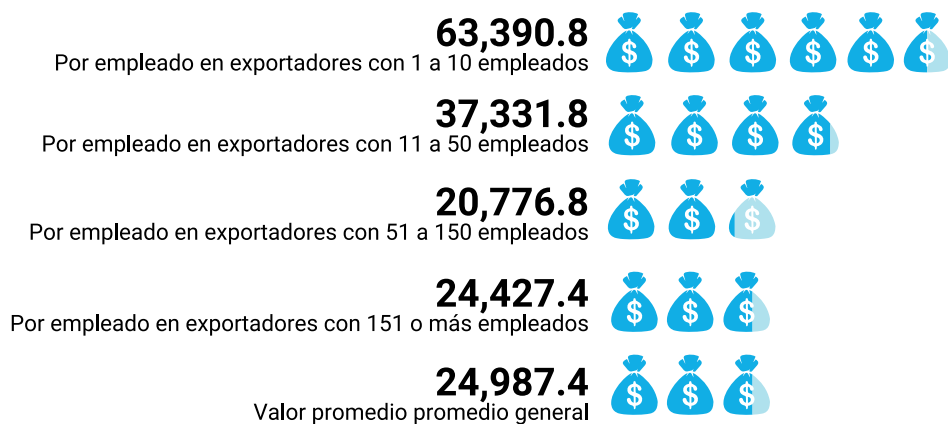 63,390.8
Por empleado en exportadores con 1 a 10 empleados
$ $ $ $ $ $
37,331.8
Por empleado en exportadores con 11 a 50 empleados
$ $ $ $
20,776.8
Por empleado en exportadores con 51 a 150 empleados
$ $ $
24,427.4
Por empleado en exportadores con 151 o más empleados
$ $ $
24,987.4
Valor promedio promedio general
$ $ $